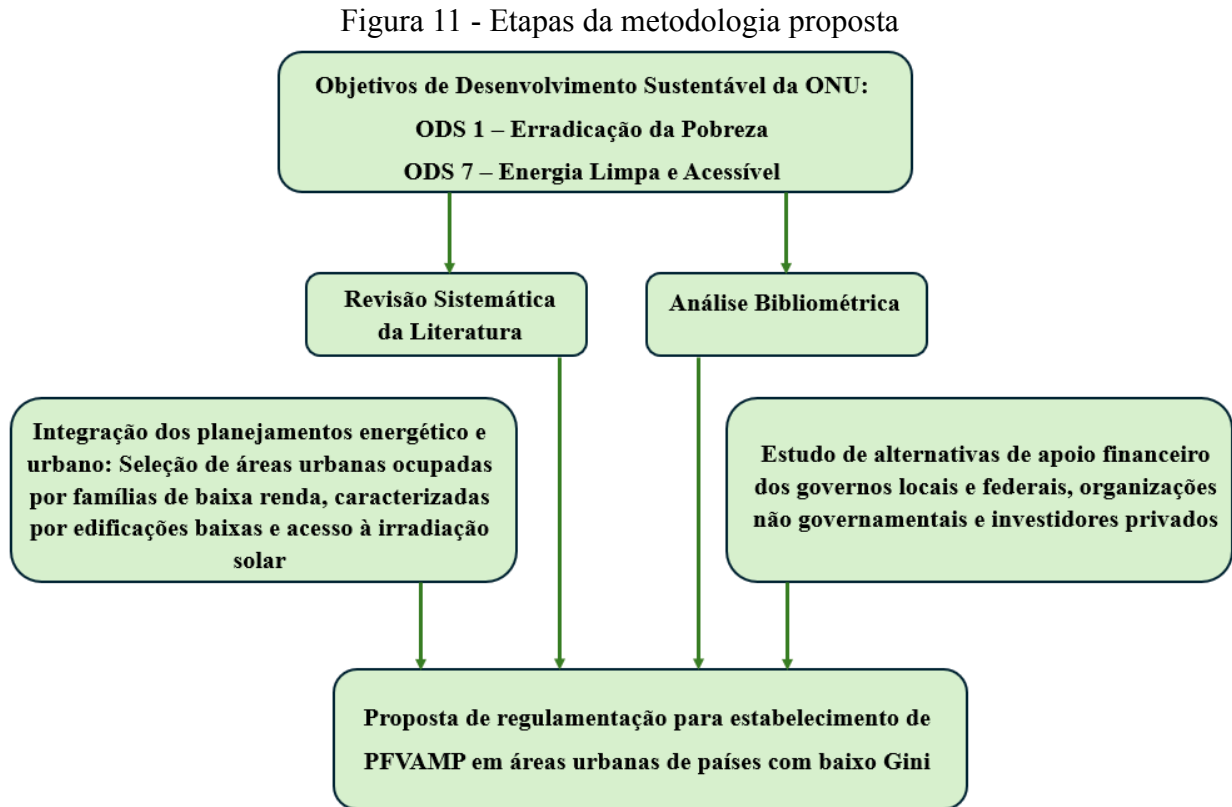 Figura 11 - Etapas da metodologia proposta
Objetivos de Desenvolvimento Sustentável da ONU:
ODS 1 – Erradicação da Pobreza
ODS 7 – Energia Limpa e Acessível
Revisão Sistemática
da Literatura
Análise Bibliométrica
Integração dos planejamentos energético e
urbano: Seleção de áreas urbanas ocupadas
por famílias de baixa renda, caracterizadas
por edificações baixas e acesso à irradiação
solar
Estudo de alternativas de apoio financeiro
dos governos locais e federais, organizações
não governamentais e investidores privados
Proposta de regulamentação para estabelecimento de
PFVAMP em áreas urbanas de países com baixo Gini